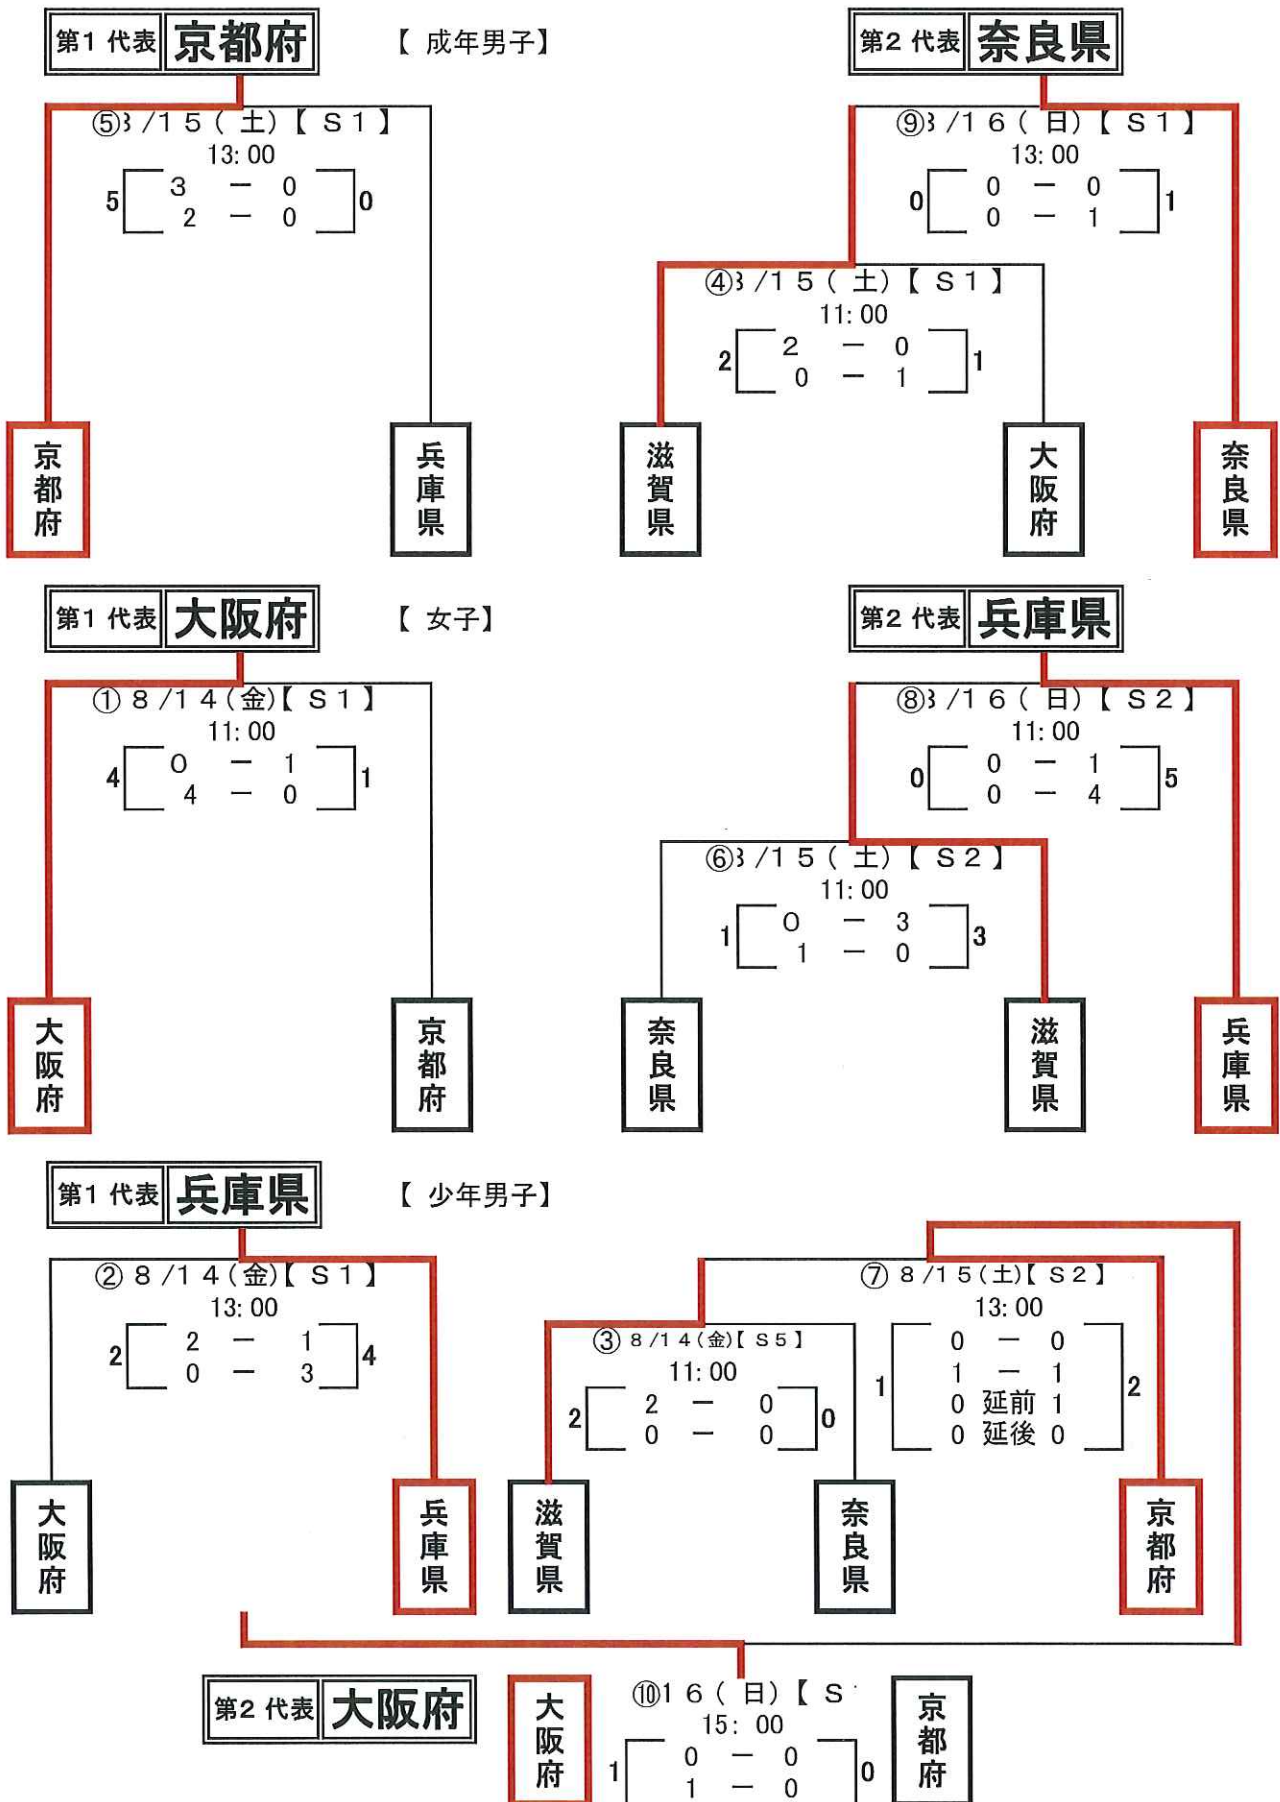 第1 代表 京都府
【 成年男子】
第2 代表 奈良県
⑤8/15( 土)【 S1】
13:00
5 3 － 0 0
2 － 0
⑨8/16( 日)【 S1】
13:00
0 0 － 0 1
0 － 1
④8/15( 土)【 S1】
11:00
2 2 － 0 1
0 － 1
京都府
兵庫県
滋賀県
大阪府
奈良県
第1 代表 大阪府
【 女子】
第2 代表 兵庫県
① 8/14(金)【 S1】
11:00
4 0 － 1 1
4 － 0
⑧8/16( 日)【 S2】
11:00
0 0 － 1 5
0 － 4
⑥8/15( 土)【 S2】
11:00
1 0 － 3 3
1 － 0
大阪府
京都府
奈良県
滋賀県
兵庫県
第1 代表 兵庫県
【 少年男子】
② 8/14(金)【 S1】
13:00
2 2 － 1 4
0 － 3
③ 8/14(金)【 S5】
11:00
2 2 － 0 0
0 － 0
⑦ 8/15(土)【 S2】
13:00
0 － 0
1 － 1
1 2
0 延前 1
0 延後 0
大阪府
兵庫県
滋賀県
奈良県
京都府
第2 代表 大阪府
大阪府
⑩16( 日)【 S
15:00
1 0 － 0 0
1 － 0
京都府